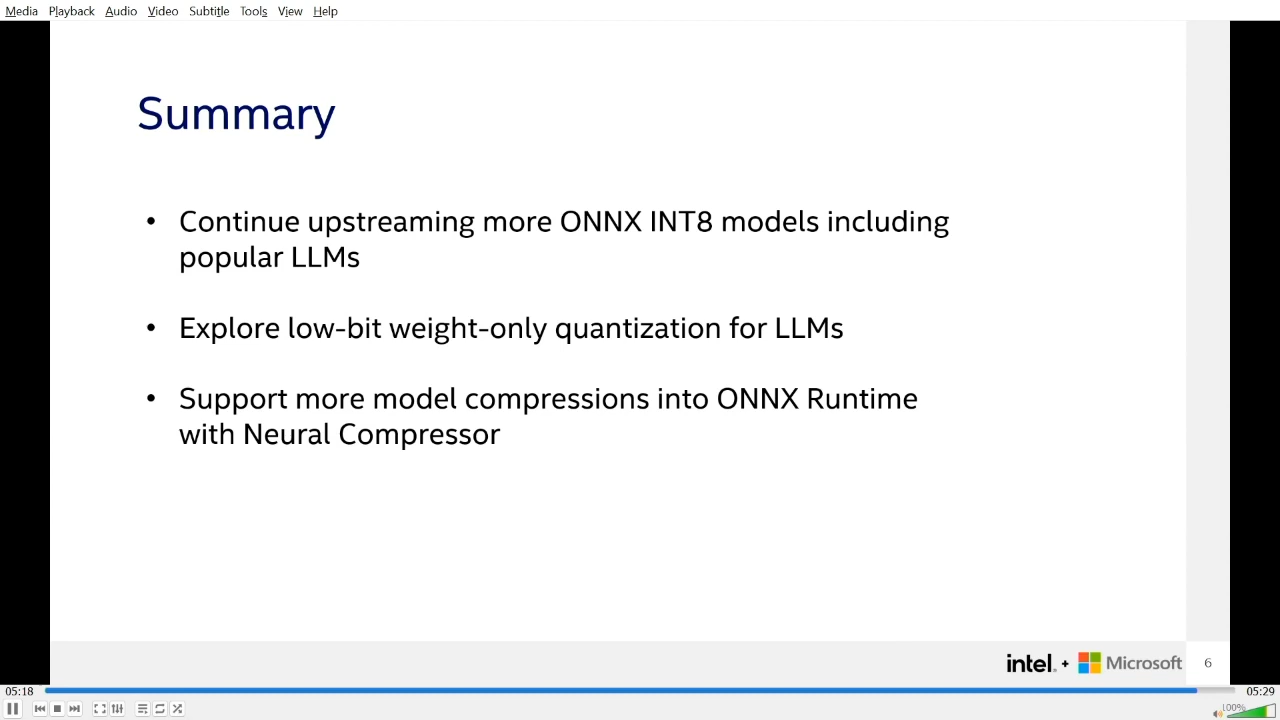 Media Playback Audio Video Subtitle Tools View Help
Summary
• Continue upstreaming more ONNX INT8 models including
popular LLMs
• Explore low-bit weight-only quantization for LLMs
• Support more model compressions into ONNX Runtime
with Neural Compressor
intel. + Microsoft 6
05:18 05:29
100%